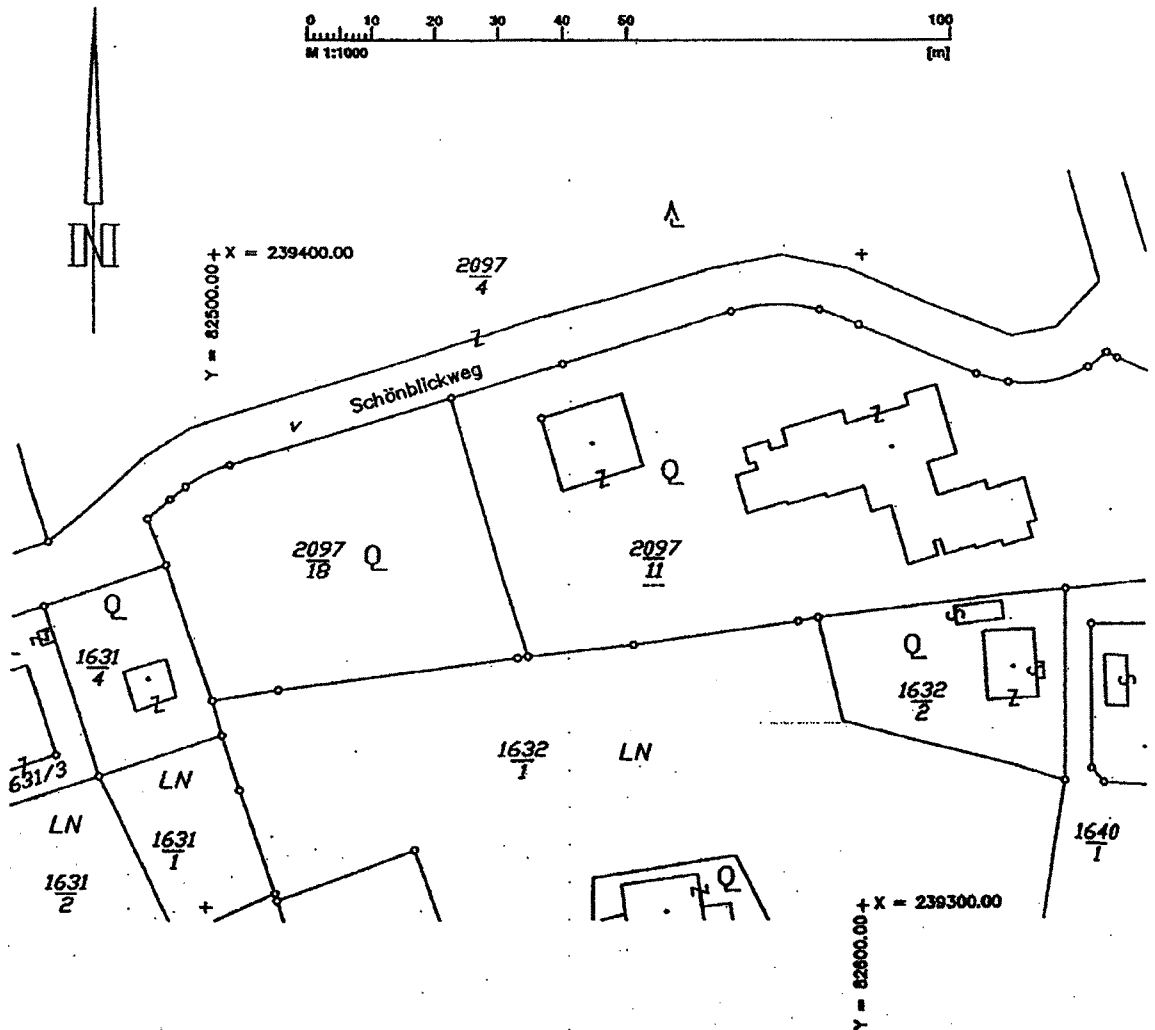 0 10 20 30 40 50 100
M 1:1000 [m]
N
Y = 82500.00
X = 239400.00
2097
4
Schönblickweg
v
Q
2097
18
Q
2097
11
Q
1631
4
Q
1632
2
631/3
1632
1
LN
LN
LN
1631
1
1631
2
1640
1
Q
X = 239300.00
Y = 82600.00